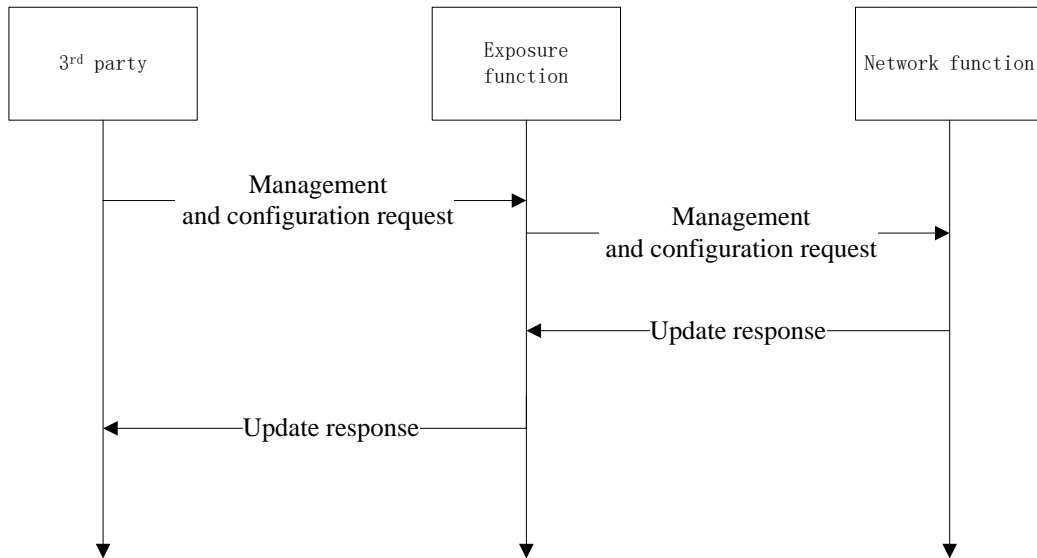 3rd party
Exposure
function
Network function
Management
and configuration request
Management
and configuration request
Update response
Update response